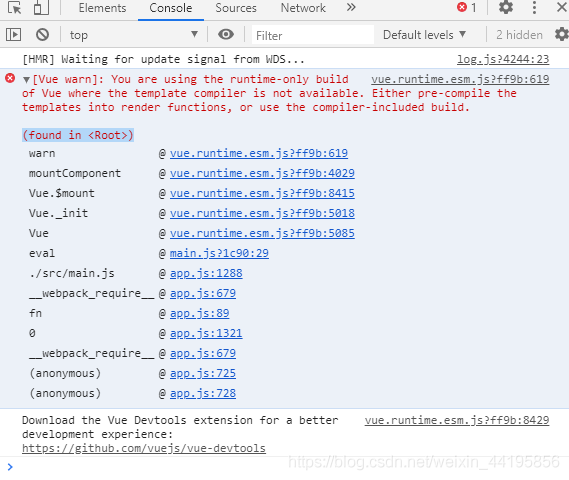 Elements Console Sources Network » 1
top Filter Default levels 2 hidden
[HMR] Waiting for update signal from WDS... log.js?4244:23
[Vue warn]: You are using the runtime-only build vue.runtime.esm.js?ff9b:619
of Vue where the template compiler is not available. Either pre-compile the
templates into render functions, or use the compiler-included build.
(found in <Root>)
warn @ vue.runtime.esm.js?ff9b:619
mountComponent @ vue.runtime.esm.js?ff9b:4029
Vue.$mount @ vue.runtime.esm.js?ff9b:8415
Vue._init @ vue.runtime.esm.js?ff9b:5018
Vue @ vue.runtime.esm.js?ff9b:5085
eval @ main.js?1c90:29
./src/main.js @ app.js:1288
__webpack_require__ @ app.js:679
fn @ app.js:89
0 @ app.js:1321
__webpack_require__ @ app.js:679
(anonymous) @ app.js:725
(anonymous) @ app.js:728
Download the Vue Devtools extension for a better vue.runtime.esm.js?ff9b:8429
development experience:
https://github.com/vuejs/vue-devtools
https://blog.csdn.net/weixin_44195856